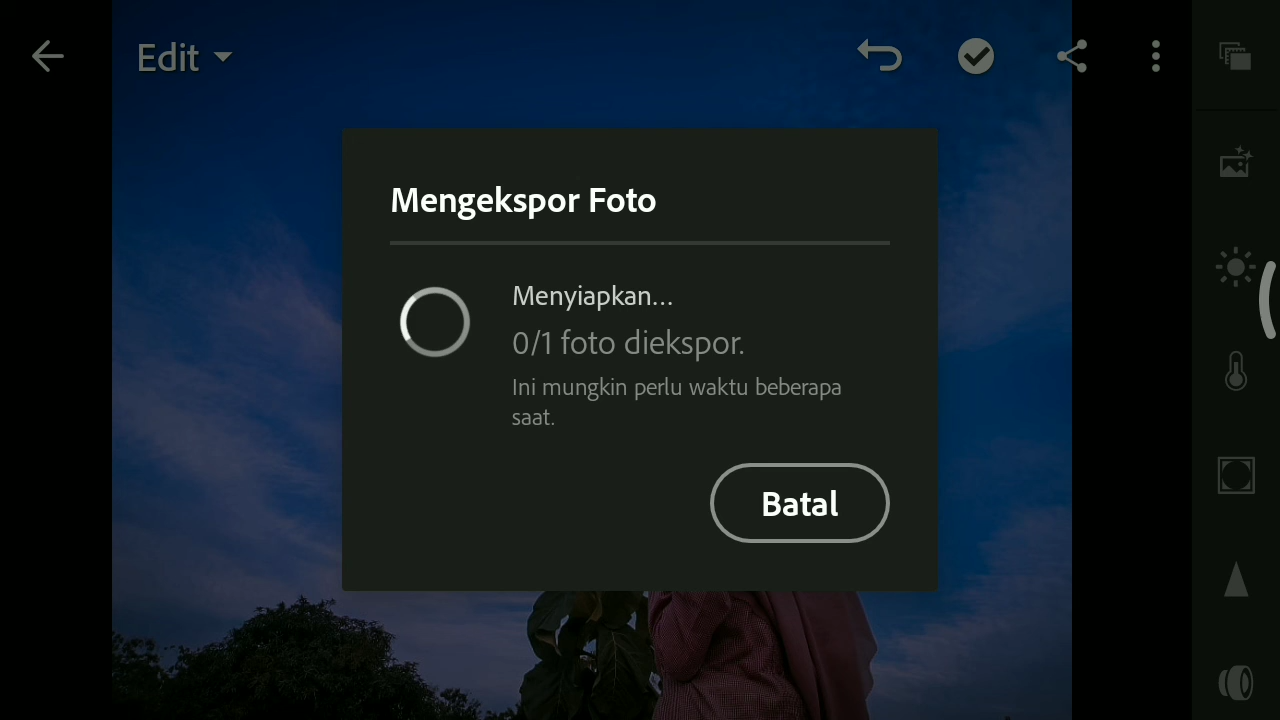 Edit
Mengekspor Foto
Menyiapkan...
0/1 foto diekspor.
Ini mungkin perlu waktu beberapa
saat.
Batal